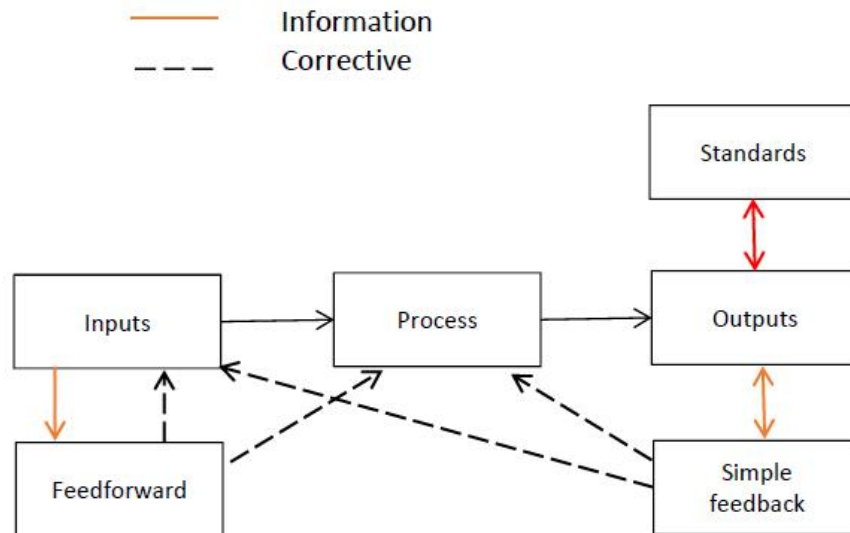 Information
Corrective
Standards
Inputs
Process
Outputs
Feedforward
Simple
feedback